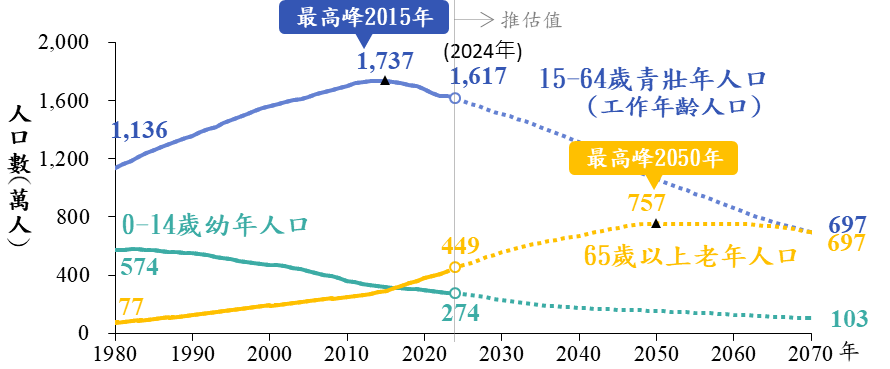 最高峰2015年
推估值
2,000
1,737
(2024年)
1,617
15-64歲青壯年人口
(工作年齡人口)
1,600
1,136
人口數(萬人)
1,200
最高峰2050年
757
800
0-14歲幼年人口
697
449
697
574
65歲以上老年人口
400
77
274
103
0
1980
1990
2000
2010
2020
2030
2040
2050
2060
2070 年